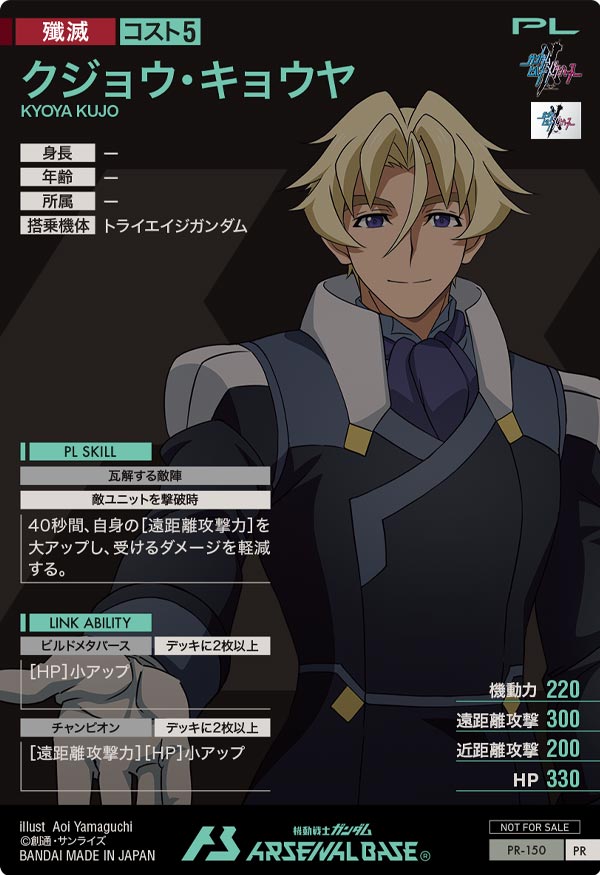 殲滅 コスト5 PL
クジョウ・キョウヤ
KYOYA KUJO
身長 ー
年齢 ー
所属 ー
搭乗機体 トライエイジガンダム
PL SKILL
瓦解する敵陣
敵ユニットを撃破時
40秒間、自身の[遠距離攻撃力]を
大アップし、受けるダメージを軽減
する。
LINK ABILITY
ビルドメタバース デッキに2枚以上
[HP]小アップ
チャンピオン デッキに2枚以上
[遠距離攻撃力][HP]小アップ
機動力 220
遠距離攻撃 300
近距離攻撃 200
HP 330
illust Aoi Yamaguchi
©創通・サンライズ
BANDAI MADE IN JAPAN
機動戦士ガンダム
ARSENAL BASE®
NOT FOR SALE
PR-150 PR